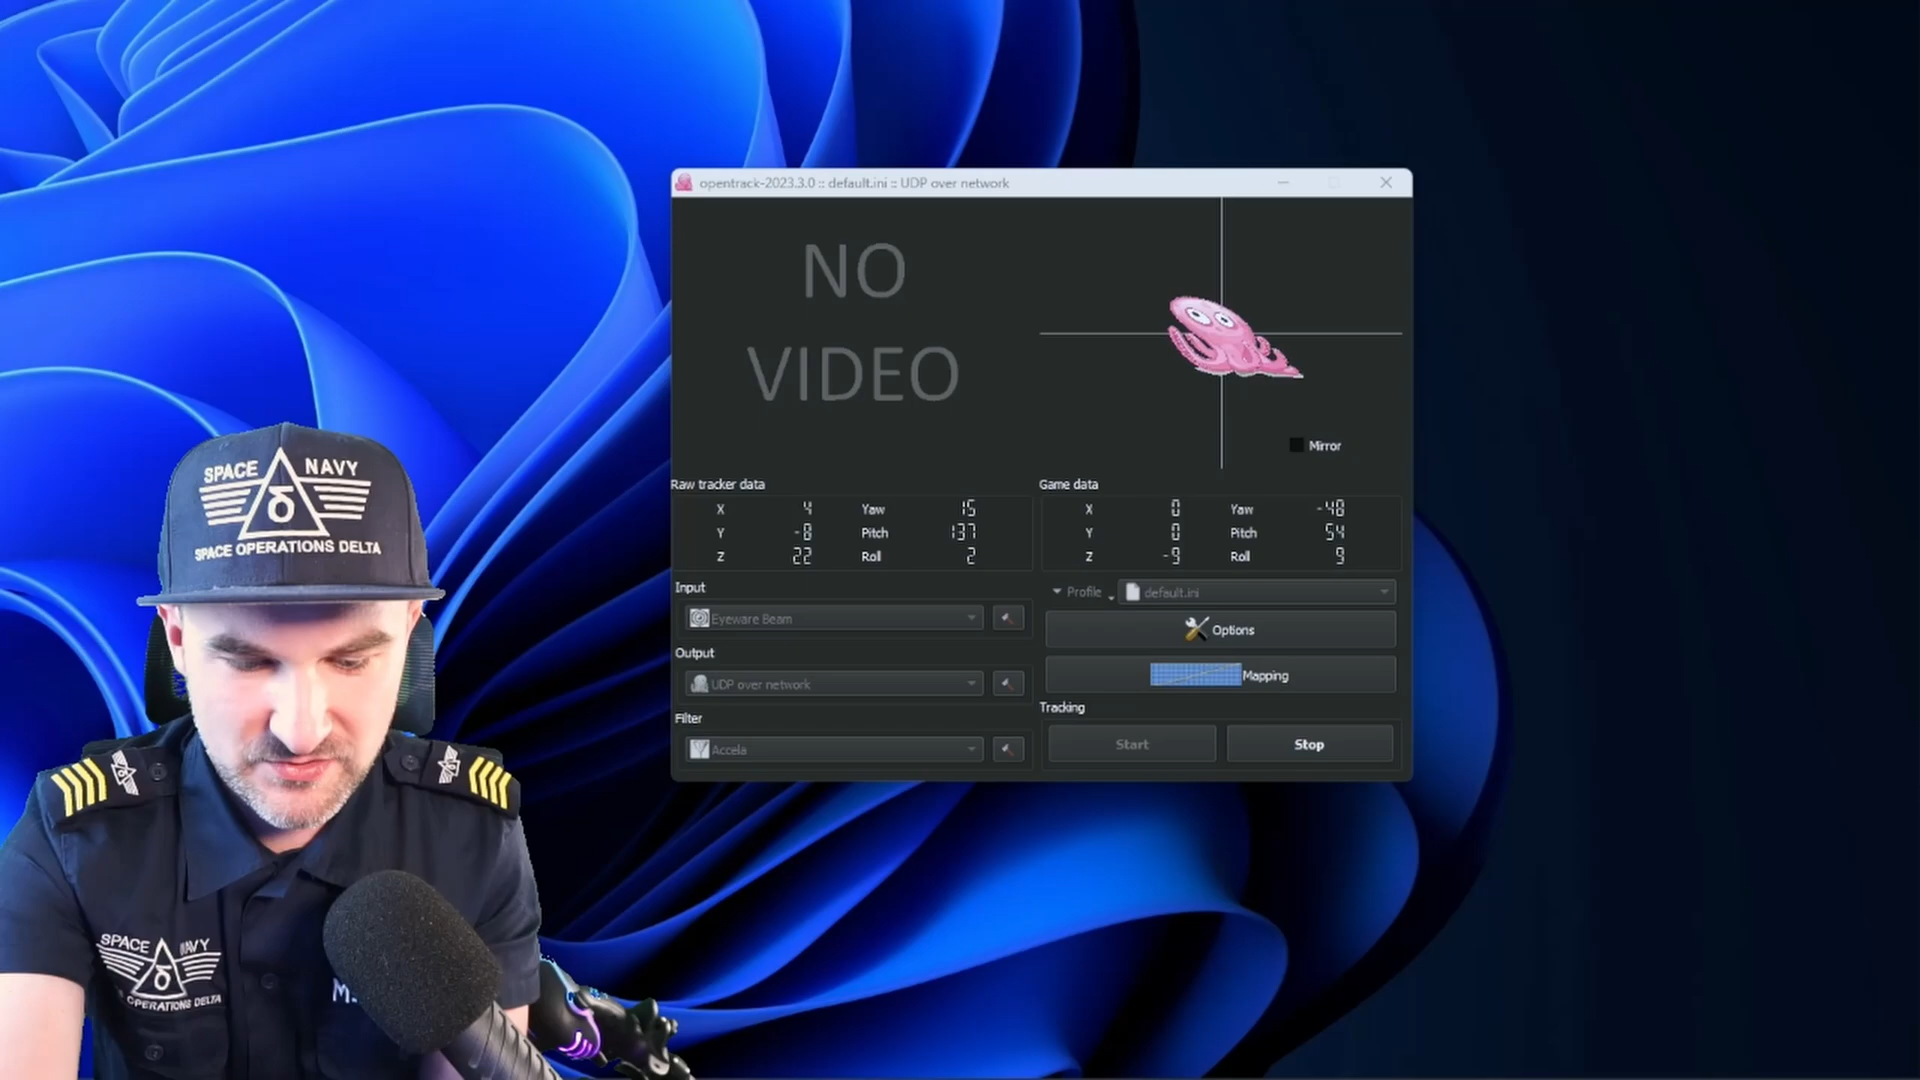 opentrack-2023.3.0 :: default.ini :: UDP over network
NO
VIDEO
Mirror
Raw tracker data
X 4 Yaw 15
Y -8 Pitch 137
Z 22 Roll 2
Game data
X 0 Yaw -48
Y 0 Pitch 54
Z -9 Roll 9
Input
Eyeware Beam
Output
UDP over network
Filter
Accela
Profile default.ini
Options
Mapping
Tracking
Start Stop
SPACE NAVY
δ
SPACE OPERATIONS DELTA
SPACE NAVY
δ
OPERATIONS DELTA